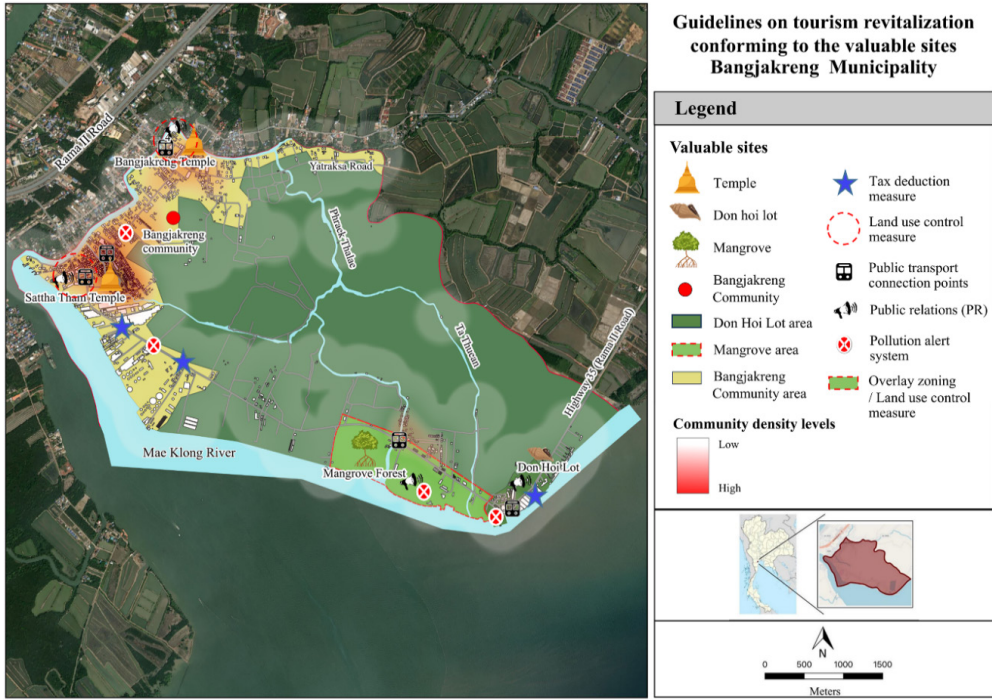 Guidelines on tourism revitalization
conforming to the valuable sites
Bangjakreng Municipality
Legend
Valuable sites
Temple
Don hoi lot
Mangrove
Bangjakreng
Community
Don Hoi Lot area
Mangrove area
Bangjakreng
Community area
Tax deduction
measure
Land use control
measure
Public transport
connection points
Public relations (PR)
Pollution alert
system
Overlay zoning
/ Land use control
measure
Community density levels
Low
High
N
0 500 1000 1500
Meters
Rama II Road
Bangjakreng Temple
Yatraksa Road
Bangjakreng
community
Phraek Thale
Sattha Tham Temple
Highway 35 (Rama II Road)
Mae Klong River
Mangrove Forest
Don Hoi Lot